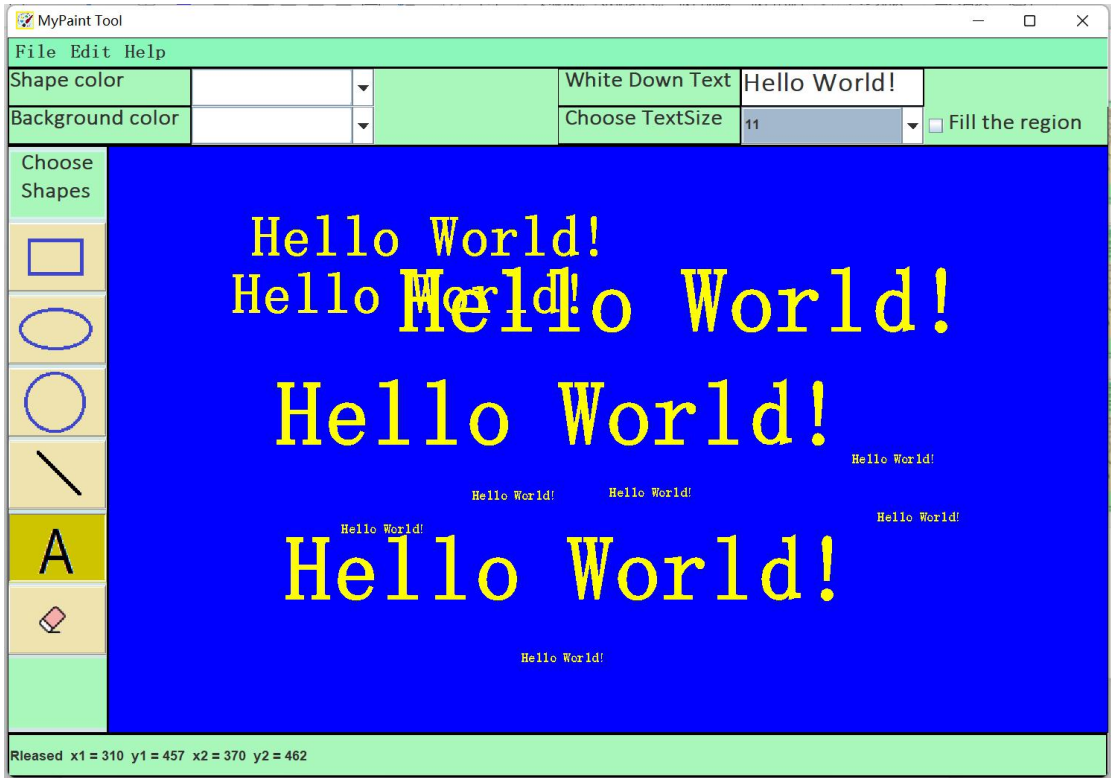 MyPaint Tool
File Edit Help
Shape color
White Down Text
Hello World!
Background color
Choose TextSize
11
Fill the region
Choose
Shapes
Hello World!
Hello World!
Hello World!
Hello World!
Hello World!
Hello World!
Hello World!
Hello World!
Hello World!
Hello World!
A
Hello World!
Rleased x1 = 310 y1 = 457 x2 = 370 y2 = 462